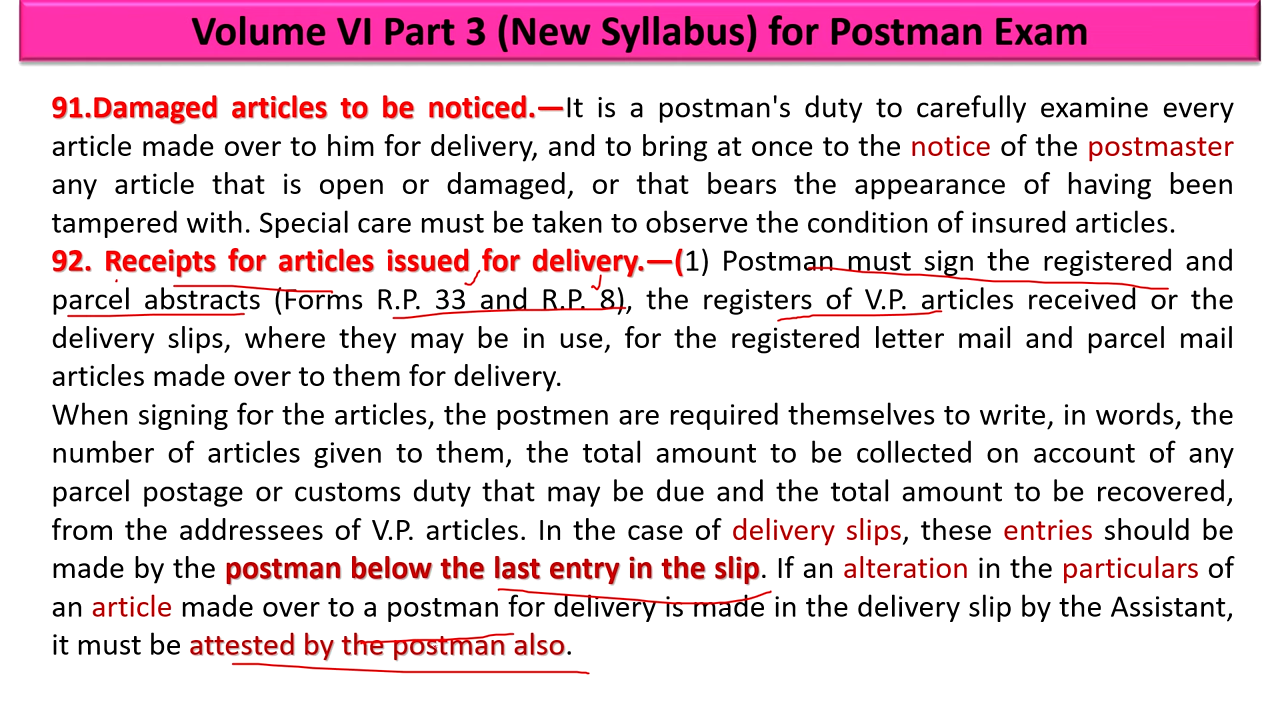 Volume VI Part 3 (New Syllabus) for Postman Exam
91.Damaged articles to be noticed.—It is a postman's duty to carefully examine every
article made over to him for delivery, and to bring at once to the notice of the postmaster
any article that is open or damaged, or that bears the appearance of having been
tampered with. Special care must be taken to observe the condition of insured articles.
92. Receipts for articles issued for delivery.—(1) Postman must sign the registered and
parcel abstracts (Forms R.P. 33 and R.P. 8), the registers of V.P. articles received or the
delivery slips, where they may be in use, for the registered letter mail and parcel mail
articles made over to them for delivery.
When signing for the articles, the postmen are required themselves to write, in words, the
number of articles given to them, the total amount to be collected on account of any
parcel postage or customs duty that may be due and the total amount to be recovered,
from the addressees of V.P. articles. In the case of delivery slips, these entries should be
made by the postman below the last entry in the slip. If an alteration in the particulars of
an article made over to a postman for delivery is made in the delivery slip by the Assistant,
it must be attested by the postman also.